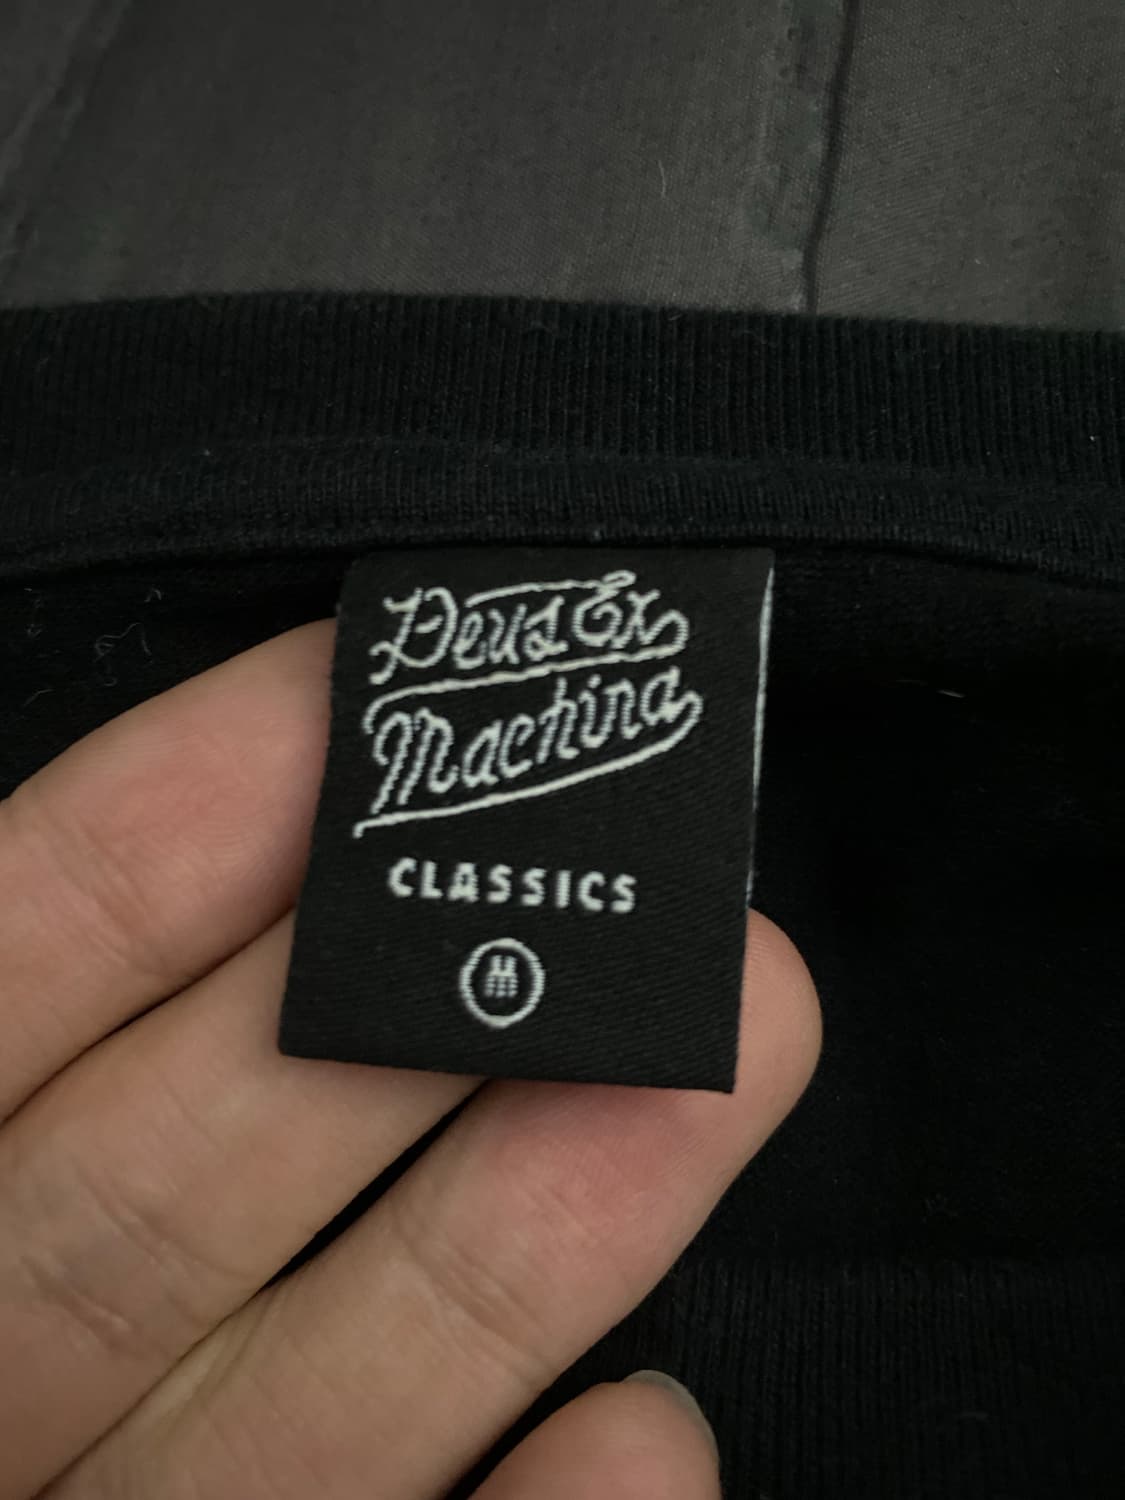 Deus Ex
Machina
CLASSICS
M